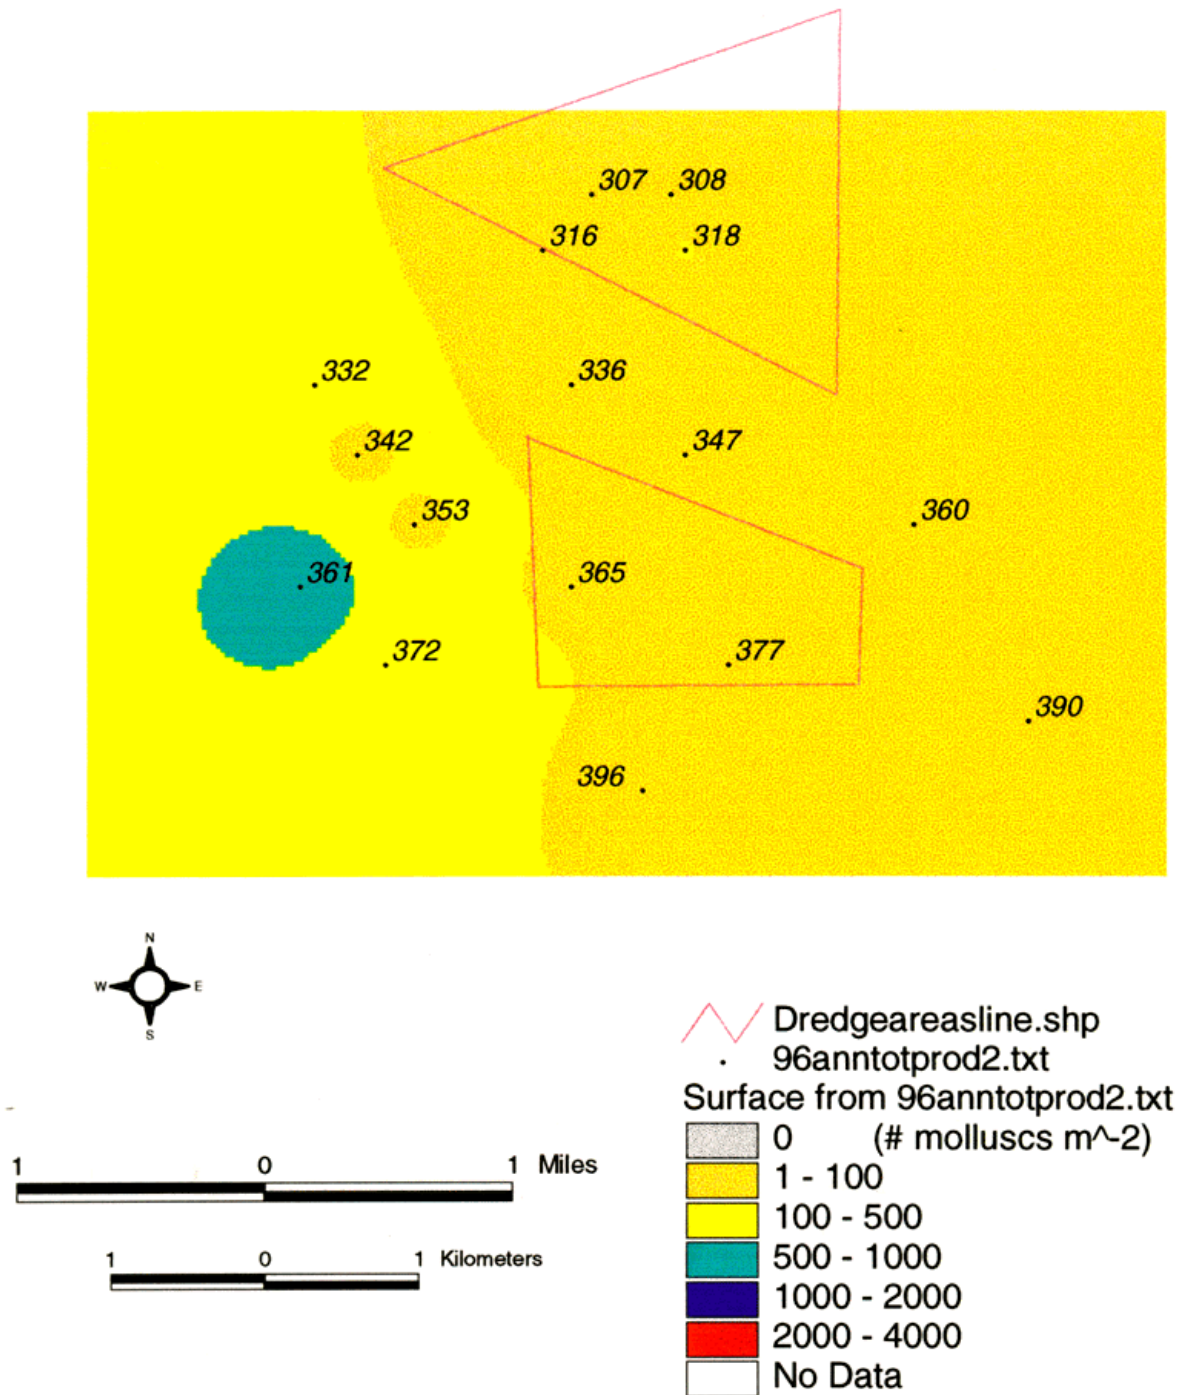 307
308
316
318
332
336
342
347
353
360
361
365
372
377
390
396
N
W E
S
Dredgeareasline.shp
96anntotprod2.txt
Surface from 96anntotprod2.txt
0 (# molluscs m^-2)
1 - 100
100 - 500
500 - 1000
1000 - 2000
2000 - 4000
No Data
1 0 1 Miles
1 0 1 Kilometers